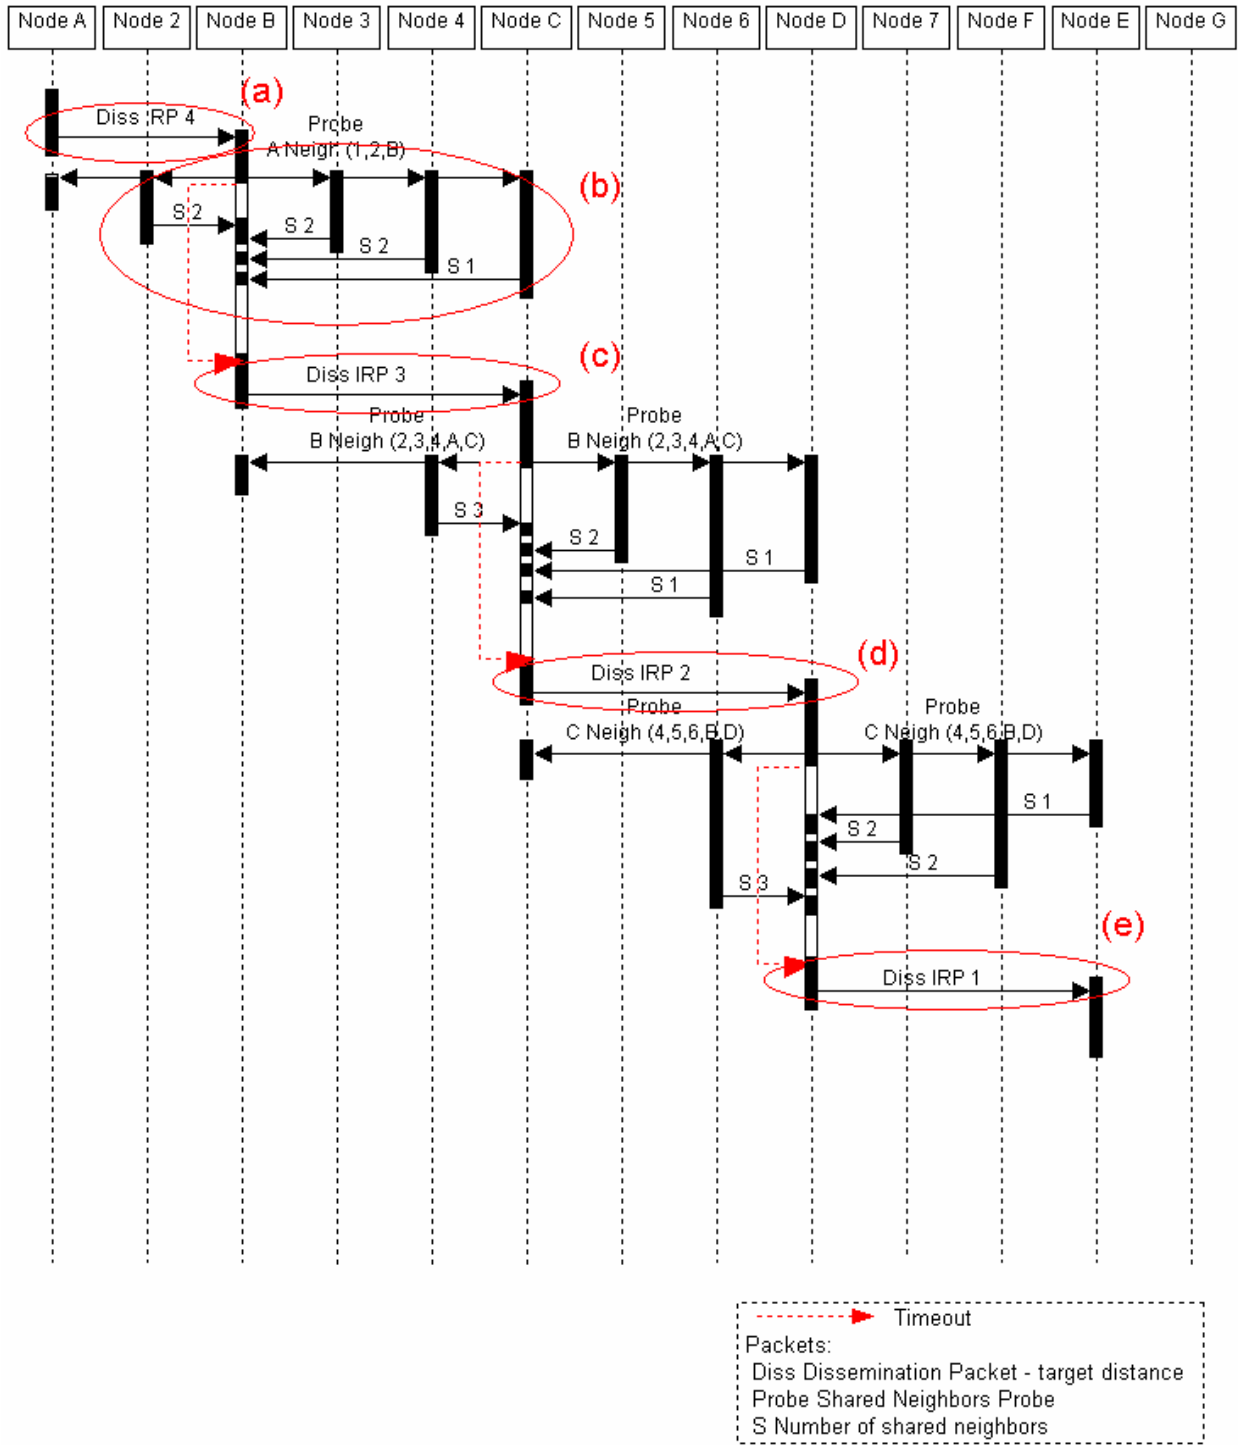 Node A Node 2 Node B Node 3 Node 4 Node C Node 5 Node 6 Node D Node 7 Node F Node E Node G
(a)
Diss IRP 4
Probe
A Neigh (1,2,B)
(b)
S 2
S 2
S 2
S 1
(c)
Diss IRP 3
Probe Probe
B Neigh (2,3,4,A,C) B Neigh (2,3,4,A,C)
S 3
S 2
S 1
S 1
(d)
Diss IRP 2
Probe Probe
C Neigh (4,5,6,B,D) C Neigh (4,5,6,B,D)
S 1
S 2
S 2
S 3
(e)
Diss IRP 1
Timeout
Packets:
Diss Dissemination Packet - target distance
Probe Shared Neighbors Probe
S Number of shared neighbors